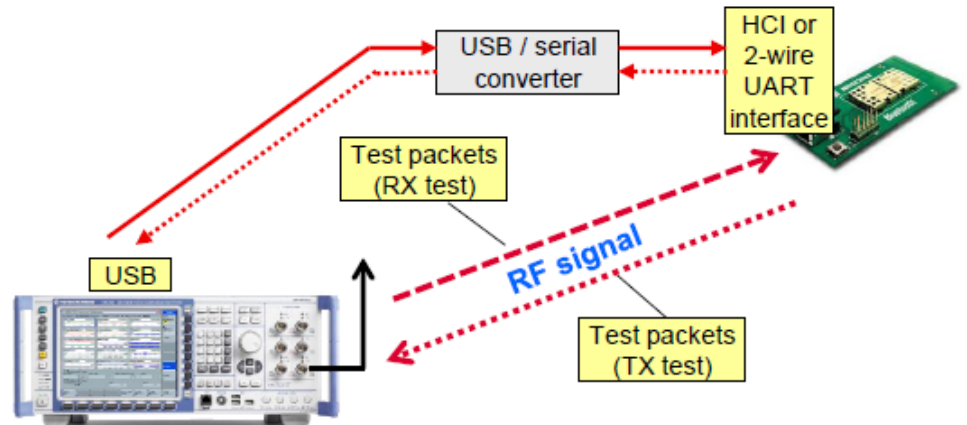 USB / serial
converter
HCI or
2-wire
UART
interface
Test packets
(RX test)
RF signal
USB
Test packets
(TX test)